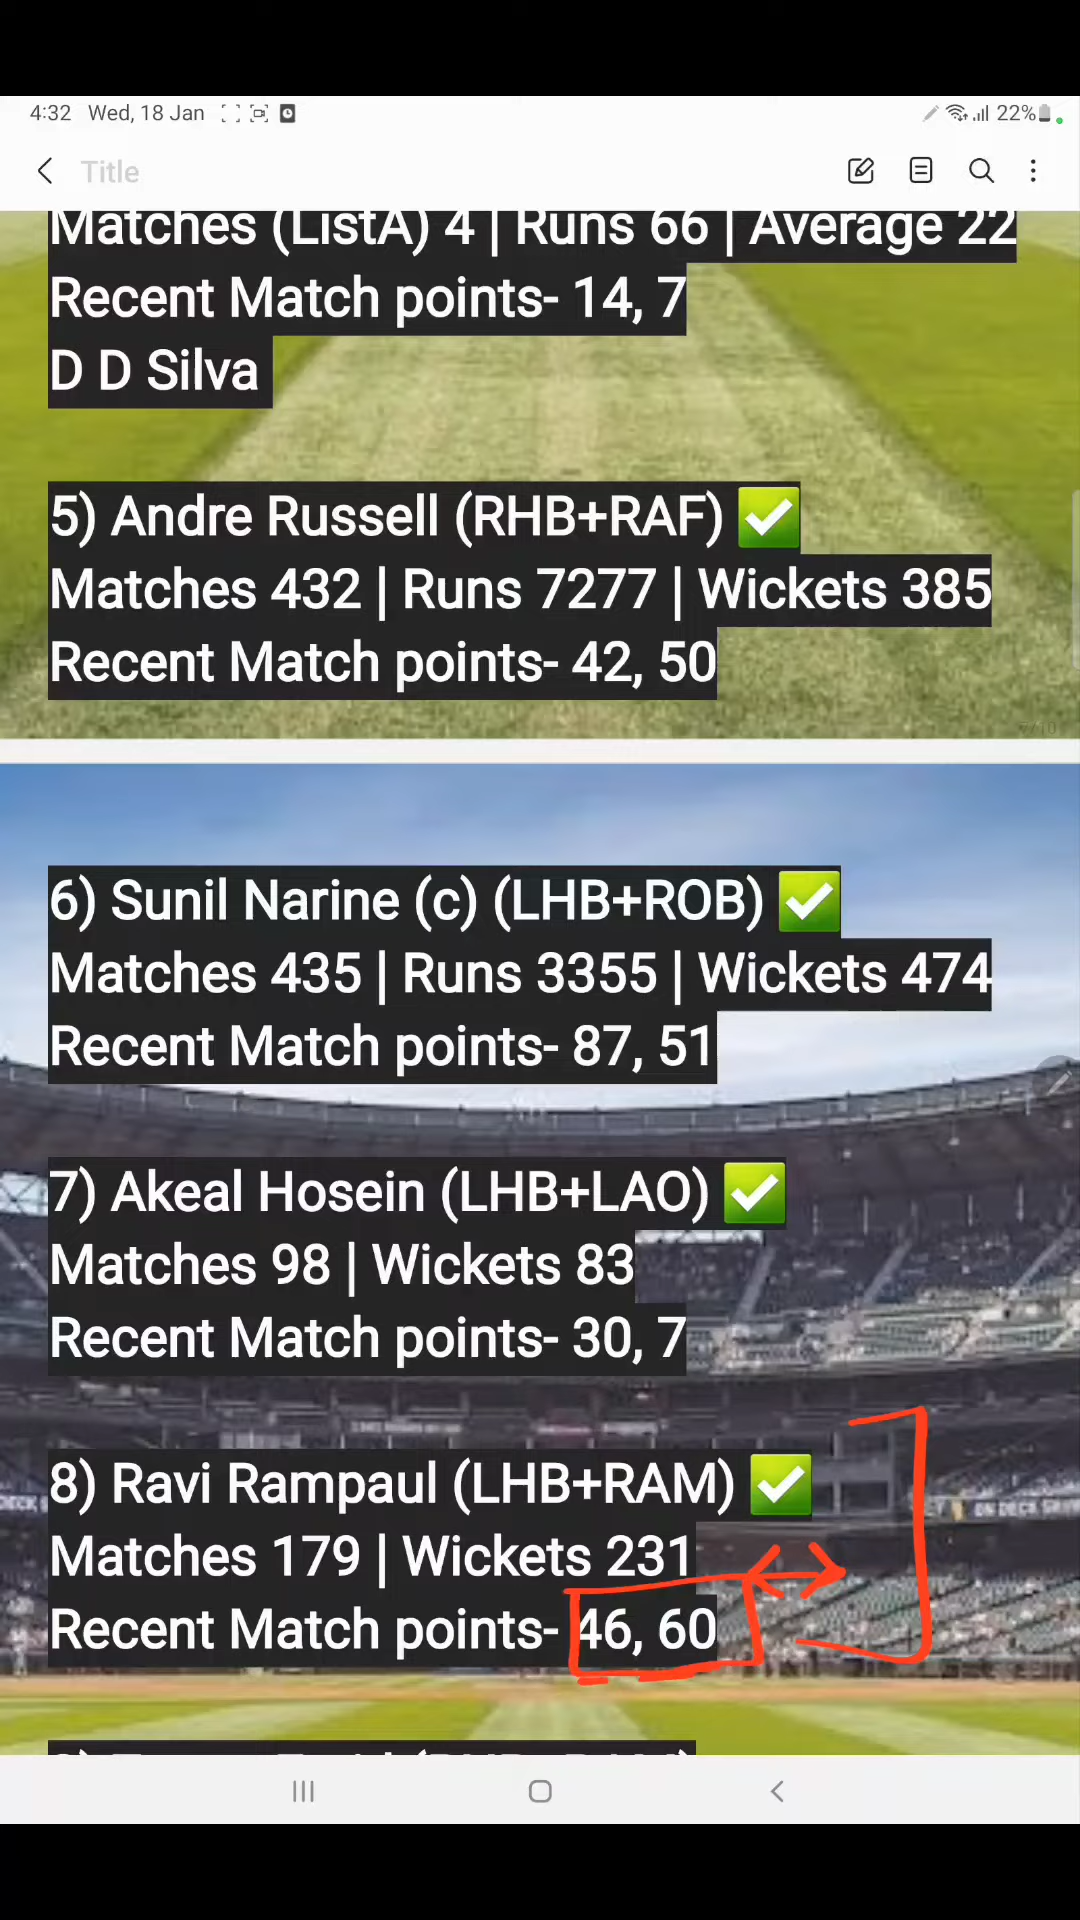 4:32 Wed, 18 Jan 22%
Title
Matches (ListA) 4 | Runs 66 | Average 22
Recent Match points- 14, 7
D D Silva
5) Andre Russell (RHB+RAF) ✅
Matches 432 | Runs 7277 | Wickets 385
Recent Match points- 42, 50
7/10
6) Sunil Narine (c) (LHB+ROB) ✅
Matches 435 | Runs 3355 | Wickets 474
Recent Match points- 87, 51
7) Akeal Hosein (LHB+LAO) ✅
Matches 98 | Wickets 83
Recent Match points- 30, 7
8) Ravi Rampaul (LHB+RAM) ✅
Matches 179 | Wickets 231
Recent Match points- 46, 60